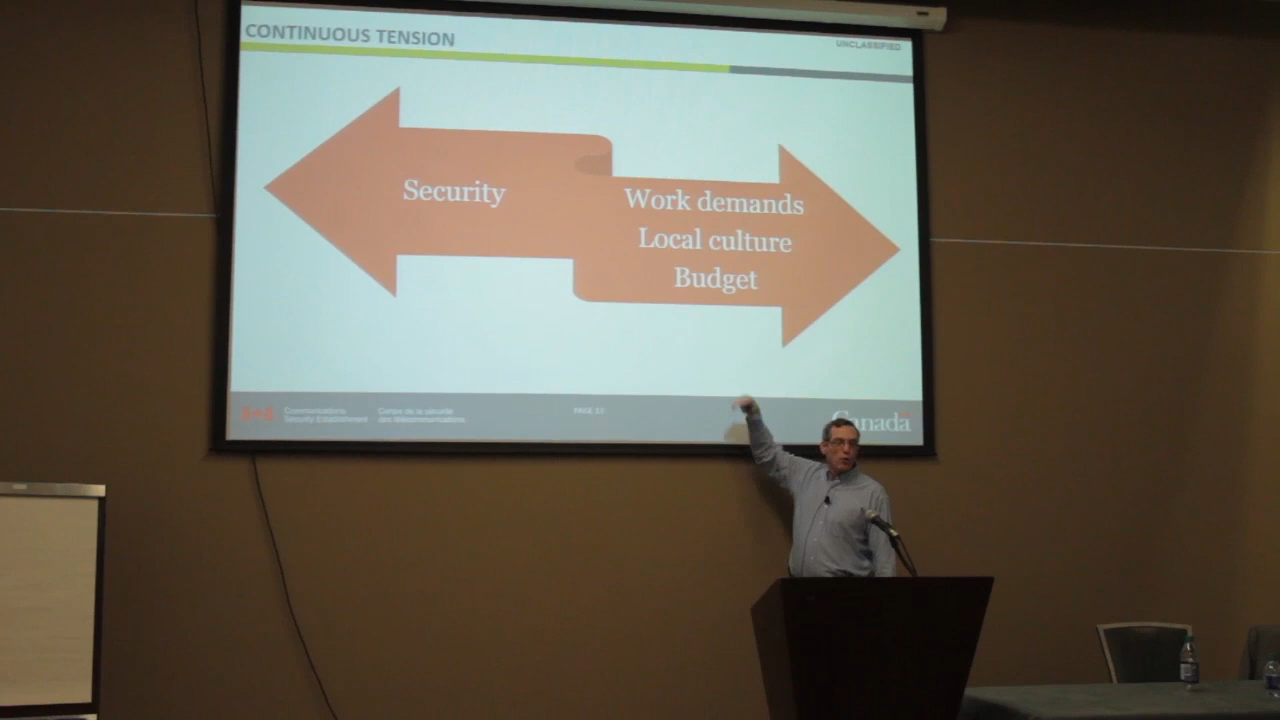 CONTINUOUS TENSION
UNCLASSIFIED
Security
Work demands
Local culture
Budget
Communications
Security Establishment
Centre de la sécurité
des télécommunications
PAGE
Canada